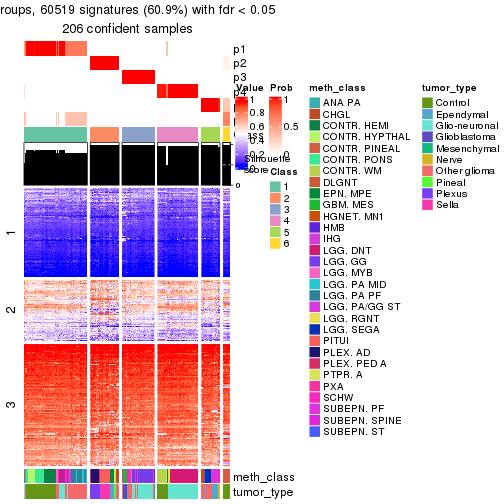 roups, 60519 signatures (60.9%) with fdr < 0.05
206 confident samples
p1
p2
p3
p4
p
Value
1
0.8
0.6
0.4
0.2
0
Prob
1
0.5
0
Silhouette
score
Class
1
2
3
4
5
6
1
2
3
meth_class
tumor_type
meth_class
ANA PA
CHGL
CONTR. HEMI
CONTR. HYPTHAL
CONTR. PINEAL
CONTR. PONS
CONTR. WM
DLGNT
EPN. MPE
GBM. MES
HGNET. MN1
HMB
IHG
LGG. DNT
LGG. GG
LGG. MYB
LGG. PA MID
LGG. PA PF
LGG. PA/GG ST
LGG. RGNT
LGG. SEGA
PITUI
PLEX. AD
PLEX. PED A
PTPR. A
PXA
SCHW
SUBEPN. PF
SUBEPN. SPINE
SUBEPN. ST
tumor_type
Control
Ependymal
Glio-neuronal
Glioblastoma
Mesenchymal
Nerve
Other glioma
Pineal
Plexus
Sella